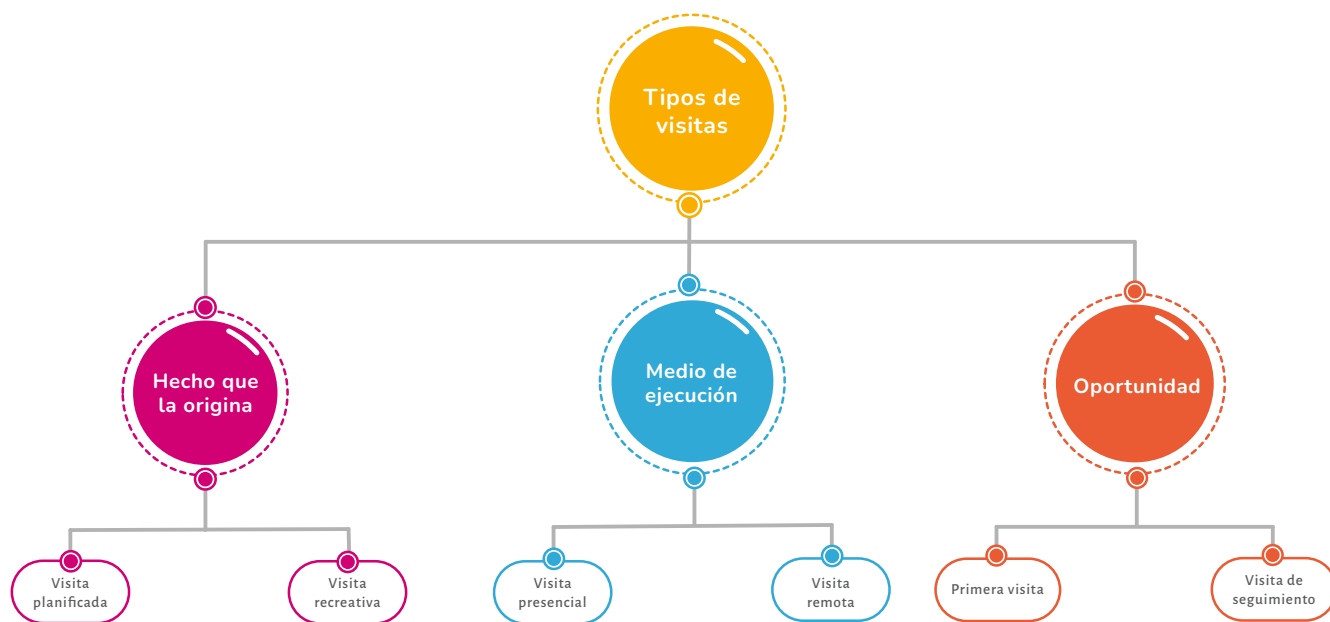 Tipos de
visitas
Hecho que
la origina
Medio de
ejecución
Oportunidad
Visita
planificada
Visita
recreativa
Visita
presencial
Visita
remota
Primera visita
Visita de
seguimiento